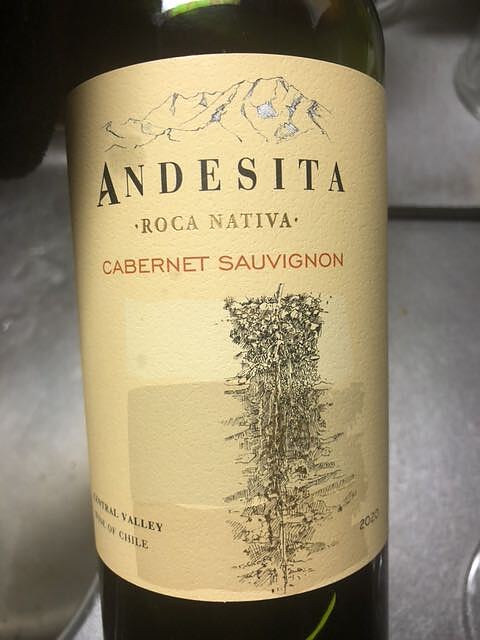 ANDESITA
·ROCA NATIVA·
CABERNET SAUVIGNON
CENTRAL VALLEY
WINE OF CHILE
2020